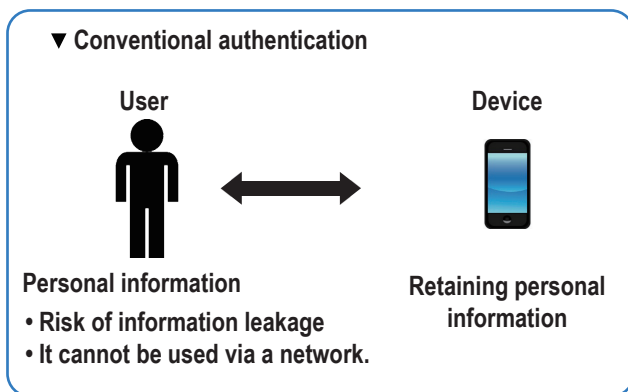 ▼ Conventional authentication
User
Device
Personal information
• Risk of information leakage
• It cannot be used via a network.
Retaining personal
information